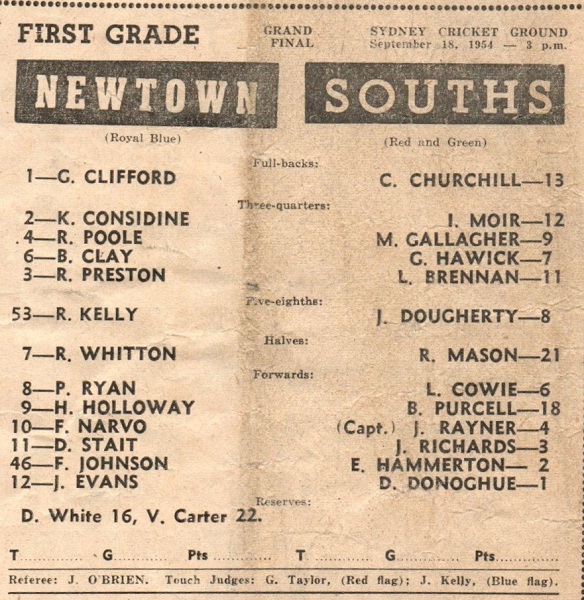 FIRST GRADE GRAND FINAL SYDNEY CRICKET GROUND September 18, 1954 — 3 p.m.
NEWTOWN SOUTHS
(Royal Blue) (Red and Green)
Full-backs:
1—G. CLIFFORD C. CHURCHILL—13
Three-quarters:
2—K. CONSIDINE I. MOIR—12
4—R. POOLE M. GALLAGHER—9
6—B. CLAY G. HAWICK—7
3—R. PRESTON L. BRENNAN—11
Five-eighths:
53—R. KELLY J. DOUGHERTY—8
Halves:
7—R. WHITTON R. MASON—21
Forwards:
8—P. RYAN L. COWIE—6
9—H. HOLLOWAY B. PURCELL—18
10—F. NARVO (Capt.) J. RAYNER—4
11—D. STAIT J. RICHARDS—3
46—F. JOHNSON E. HAMMERTON— 2
12—J. EVANS D. DONOGHUE—1
Reserves:
D. White 16, V. Carter 22.
T............ G............ Pts............ T............ G............ Pts............
Referee: J. O'BRIEN. Touch Judges: G. Taylor, (Red flag); J. Kelly, (Blue flag).